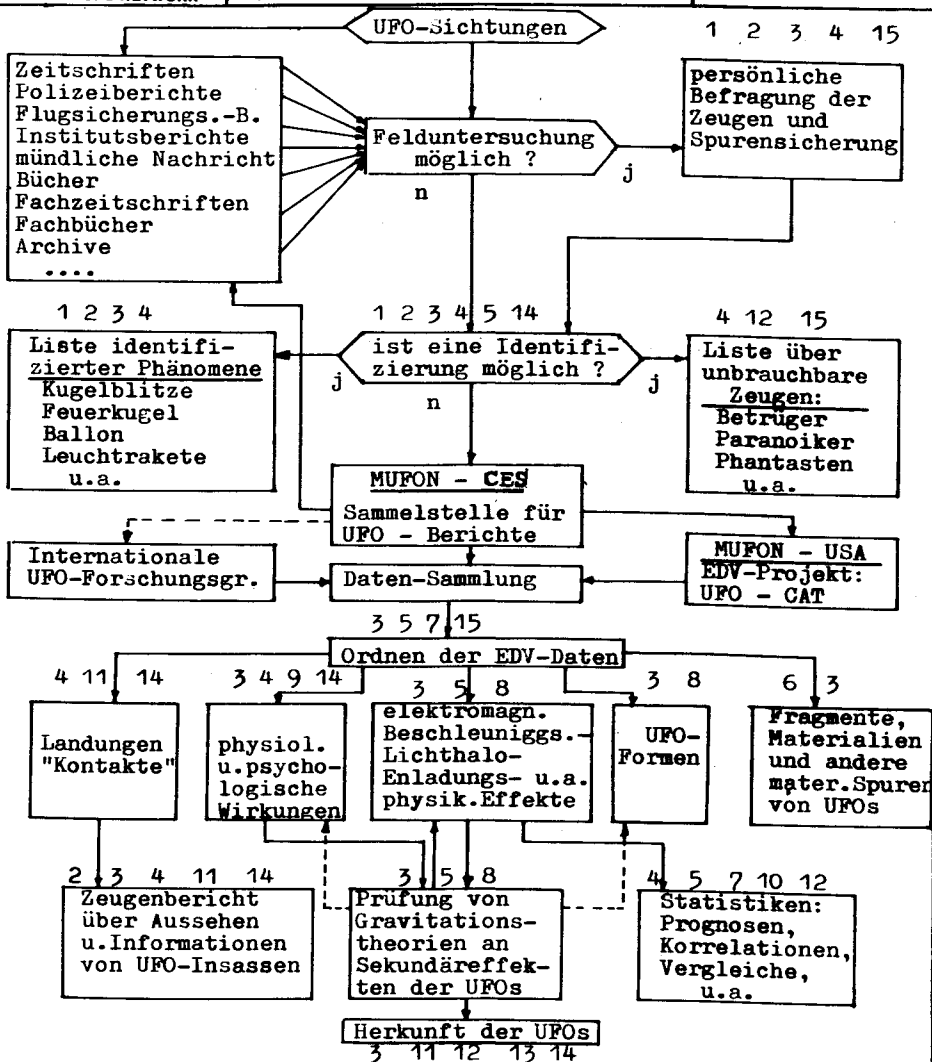 UFO-Sichtungen
1 2 3 4 15
Zeitschriften
Polizeiberichte
Flugsicherungs.-B.
Institutsberichte
mündliche Nachricht
Bücher
Fachzeitschriften
Fachbücher
Archive
....
Felduntersuchung
möglich ?
j
n
persönliche
Befragung der
Zeugen und
Spurensicherung
1 2 3 4
1 2 3 4 5 14
4 12 15
Liste identifi-
zierter Phänomene
Kugelblitze
Feuerkugel
Ballon
Leuchtrakete
u.a.
j
ist eine Identifi-
zierung möglich ?
j
n
Liste über
unbrauchbare
Zeugen:
Betrüger
Paranoiker
Phantasten
u.a.
MUFON - CES
Sammelstelle für
UFO - Berichte
Internationale
UFO-Forschungsgr.
Daten-Sammlung
MUFON - USA
EDV-Projekt:
UFO - CAT
3 5 7 15
Ordnen der EDV-Daten
4 11 14
3 4 9 14
3 5 8
3 8
6 3
Landungen
"Kontakte"
physiol.
u.psycho-
logische
Wirkungen
elektromagn.
Beschleuniggs.-
Lichthalo-
Enladungs- u.a.
physik.Effekte
UFO-
Formen
Fragmente,
Materialien
und andere
mater.Spuren
von UFOs
2 3 4 11 14
3 5 8
4 5 7 10 12
Zeugenbericht
über Aussehen
u.Informationen
von UFO-Insassen
Prüfung von
Gravitations-
theorien an
Sekundäreffek-
ten der UFOs
Statistiken:
Prognosen,
Korrelationen,
Vergleiche,
u.a.
Herkunft der UFOs
3 11 12 13 14